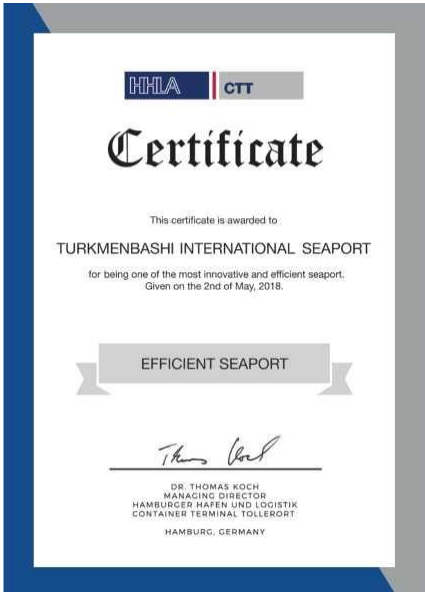 HHLA CTT
Certificate
This certificate is awarded to
TURKMENBASHI INTERNATIONAL SEAPORT
for being one of the most innovative and efficient seaport.
Given on the 2nd of May, 2018.
EFFICIENT SEAPORT
DR. THOMAS KOCH
MANAGING DIRECTOR
HAMBURGER HAFEN UND LOGISTIK
CONTAINER TERMINAL TOLLERORT
HAMBURG, GERMANY